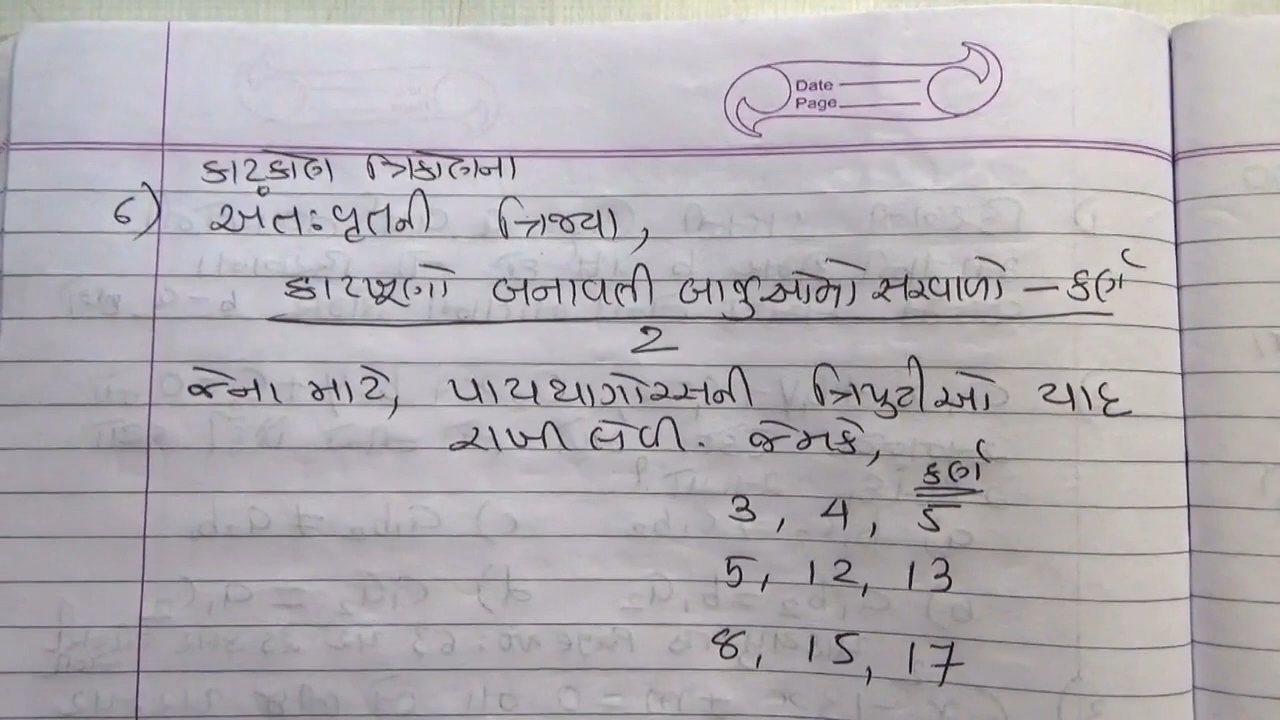 Date
Page
કાટકોણ ત્રિકોણના
6) અંતઃવૃતની ત્રિજ્યા,
કાટખૂણો બનાવતી બાજુઓનો સરવાળો - કર્ણ
2
જેના માટે, પાયથાગોરસની ત્રિપુટીઓ યાદ
રાખી લેવી. જેમકે,
કર્ણ
3, 4, 5
5, 12, 13
8, 15, 17